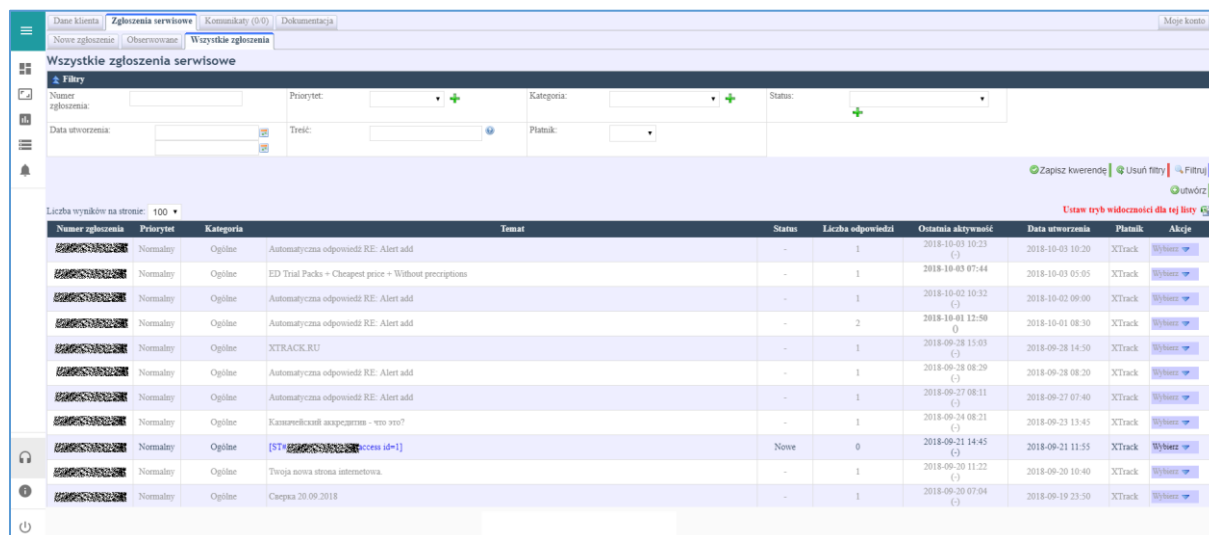 Dane klienta Zgłoszenia serwisowe Komunikaty (0/0) Dokumentacja Moje konto
Nowe zgłoszenie Obserwowane Wszystkie zgłoszenia
Wszystkie zgłoszenia serwisowe
Filtry
Numer zgłoszenia: Priorytet: Kategoria: Status:
Data utworzenia: Treść: Płatnik:
Zapisz kwerendę Usuń filtry Filtruj
utwórz
Liczba wyników na stronie: 100 Ustaw tryb widoczności dla tej listy
Numer zgłoszenia Priorytet Kategoria Temat Status Liczba odpowiedzi Ostatnia aktywność Data utworzenia Płatnik Akcje
Normalny Ogólne Automatyczna odpowiedź RE: Alert add - 1 2018-10-03 10:23 (-) 2018-10-03 10:20 XTrack Wybierz
Normalny Ogólne ED Trial Packs + Cheapest price + Without precriptions - 1 2018-10-03 07:44 2018-10-03 05:05 XTrack Wybierz
Normalny Ogólne Automatyczna odpowiedź RE: Alert add - 1 2018-10-02 10:32 (-) 2018-10-02 09:00 XTrack Wybierz
Normalny Ogólne Automatyczna odpowiedź RE: Alert add - 2 2018-10-01 12:50 () 2018-10-01 08:30 XTrack Wybierz
Normalny Ogólne XTRACK.RU - 1 2018-09-28 15:03 (-) 2018-09-28 14:50 XTrack Wybierz
Normalny Ogólne Automatyczna odpowiedź RE: Alert add - 1 2018-09-28 08:29 (-) 2018-09-28 08:20 XTrack Wybierz
Normalny Ogólne Automatyczna odpowiedź RE: Alert add - 1 2018-09-27 08:11 (-) 2018-09-27 07:40 XTrack Wybierz
Normalny Ogólne Казначейский аккредитив - что это? - 1 2018-09-24 08:21 (-) 2018-09-23 13:45 XTrack Wybierz
Normalny Ogólne [ST# access id=1] Nowe 0 2018-09-21 14:45 (-) 2018-09-21 11:55 XTrack Wybierz
Normalny Ogólne Twoja nowa strona internetowa. - 1 2018-09-20 11:22 (-) 2018-09-20 10:40 XTrack Wybierz
Normalny Ogólne Сверка 20.09.2018 - 1 2018-09-20 07:04 (-) 2018-09-19 23:50 XTrack Wybierz